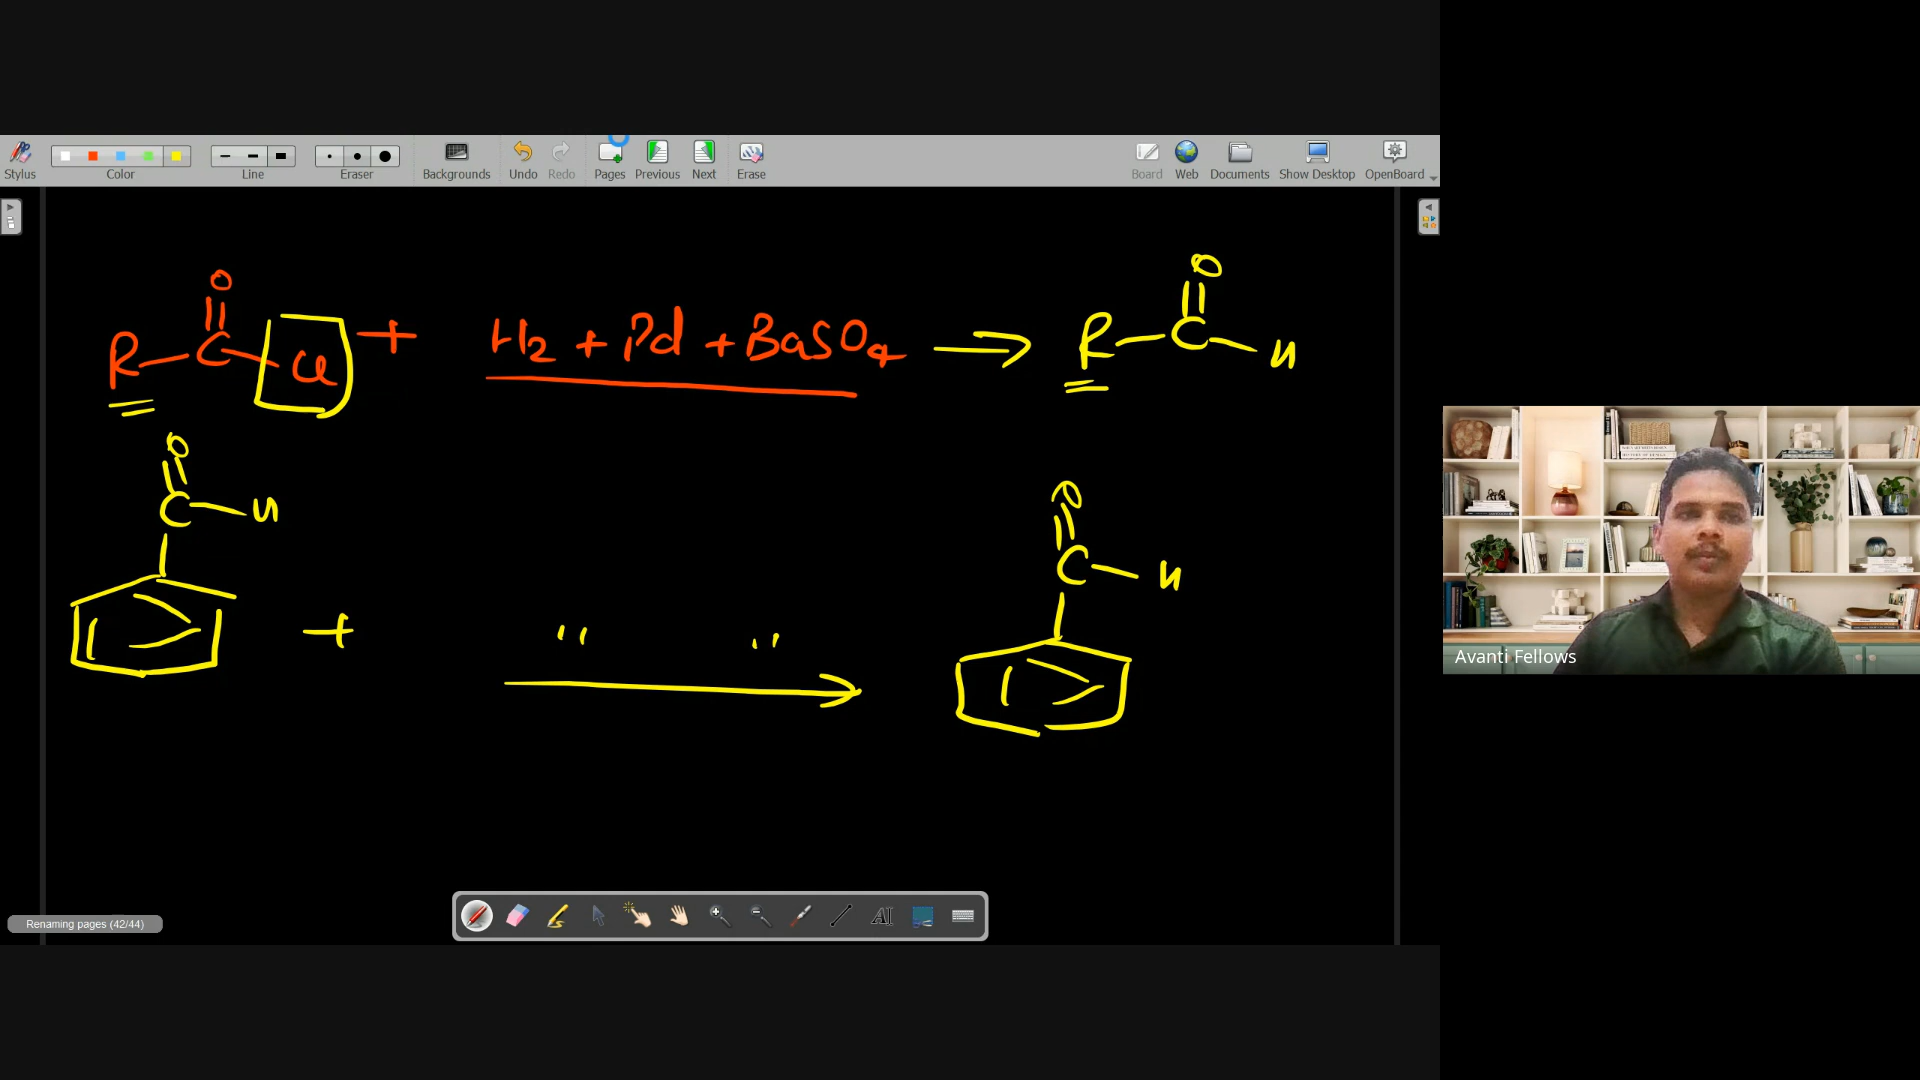 Stylus Color Line Eraser Backgrounds Undo Redo Pages Previous Next Erase Board Web Documents Show Desktop OpenBoard
O
R—C—Cl + H2 + Pd + BaSO4 → R—C—H
O
O
C—H
+ " " →
O
C—H
Avanti Fellows
Renaming pages (42/44)
AI